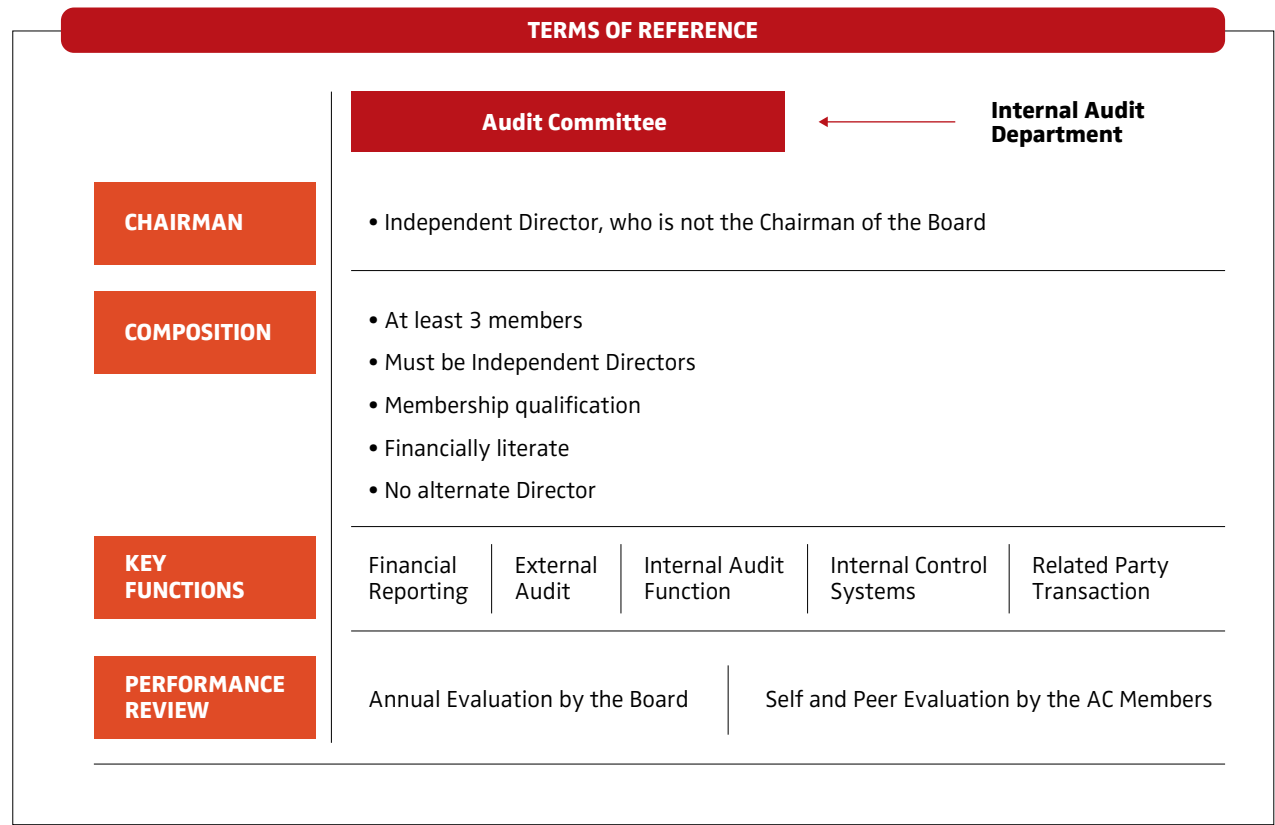 TERMS OF REFERENCE
Audit Committee
Internal Audit
Department
CHAIRMAN
• Independent Director, who is not the Chairman of the Board
COMPOSITION
• At least 3 members
• Must be Independent Directors
• Membership qualification
• Financially literate
• No alternate Director
KEY
FUNCTIONS
Financial
Reporting
External
Audit
Internal Audit
Function
Internal Control
Systems
Related Party
Transaction
PERFORMANCE
REVIEW
Annual Evaluation by the Board
Self and Peer Evaluation by the AC Members